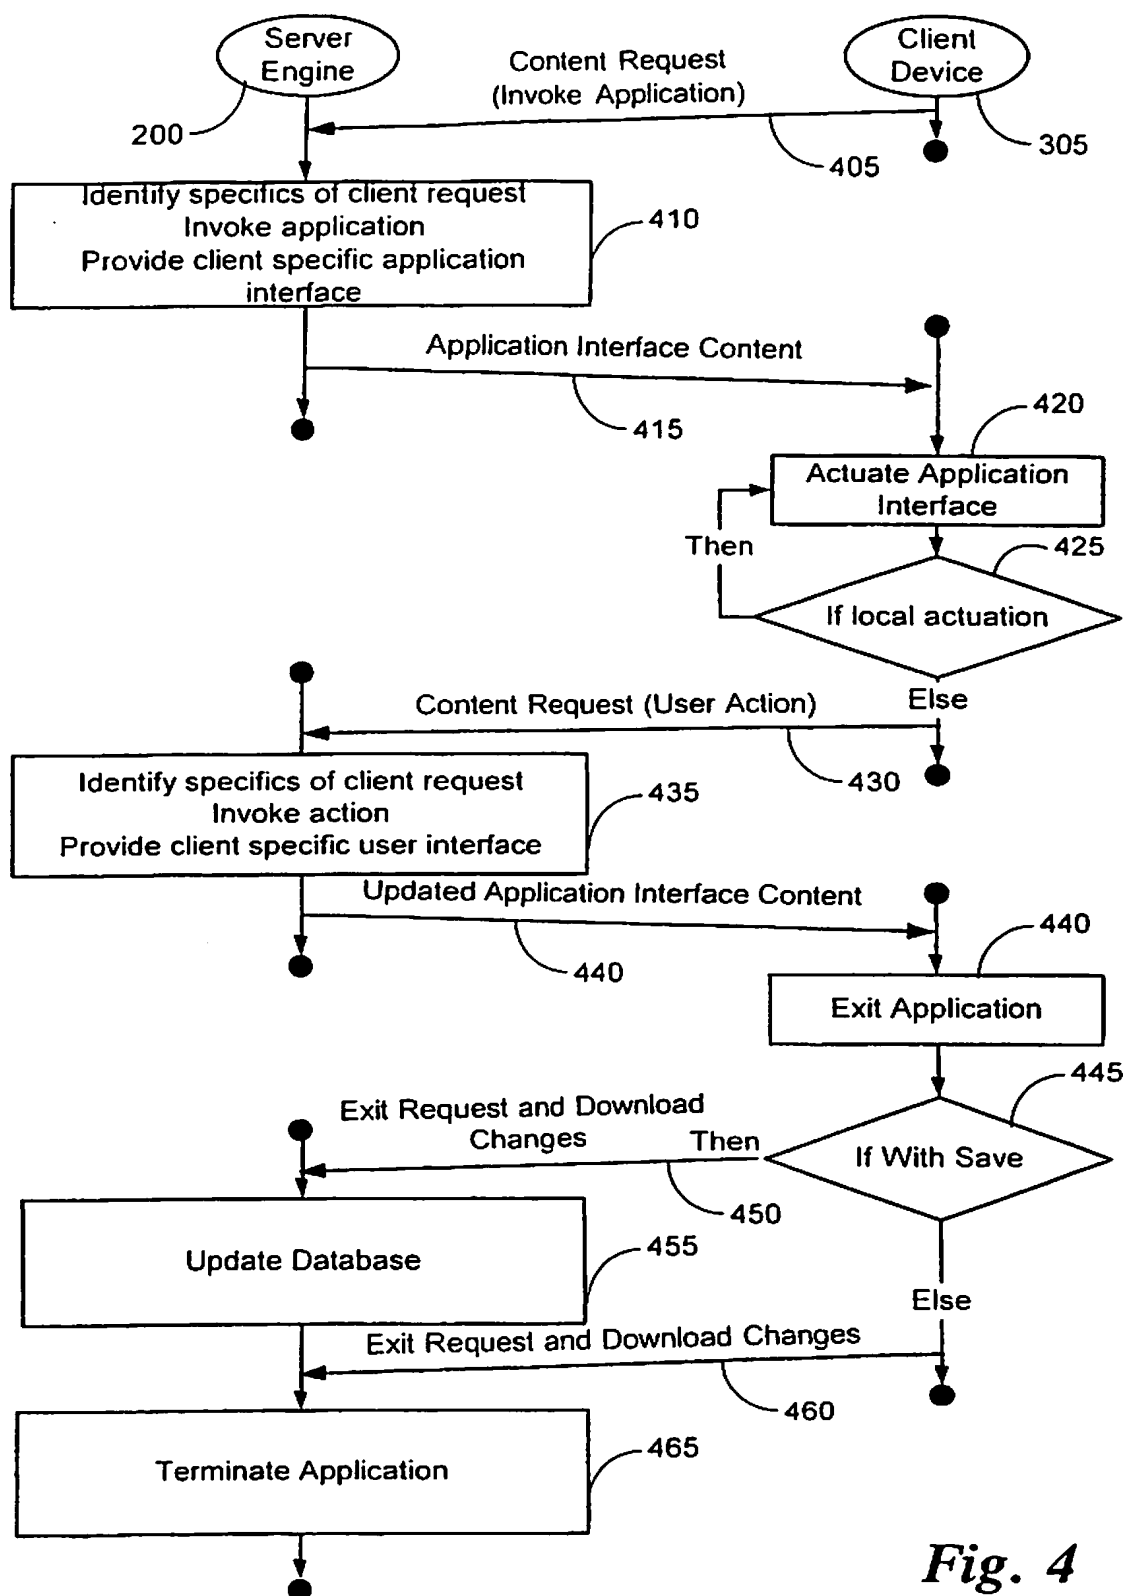 Server
Engine
Content Request
(Invoke Application)
Client
Device
200
405
305
Identify specifics of client request
Invoke application
Provide client specific application
interface
410
Application Interface Content
415
420
Actuate Application
Interface
Then
425
If local actuation
Else
Content Request (User Action)
430
Identify specifics of client request
Invoke action
Provide client specific user interface
435
Updated Application Interface Content
440
440
Exit Application
445
Exit Request and Download
Changes
Then
If With Save
450
Update Database
455
Else
Exit Request and Download Changes
460
Terminate Application
465
Fig. 4